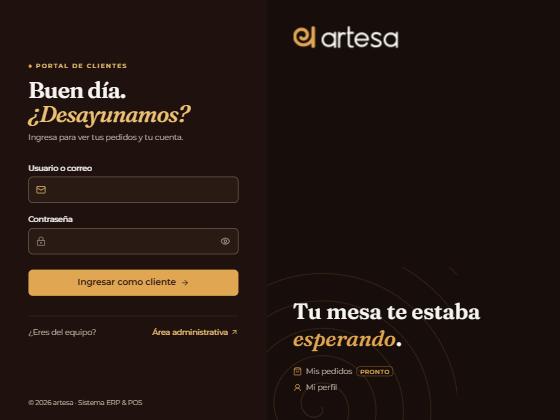 PORTAL DE CLIENTES
Buen día.
¿Desayunamos?
Ingresa para ver tus pedidos y tu cuenta.
Usuario o correo
Contraseña
Ingresar como cliente →
¿Eres del equipo? Área administrativa ↗
© 2026 artesa · Sistema ERP & POS
artesa
Tu mesa te estaba
esperando.
Mis pedidos PRONTO
Mi perfil